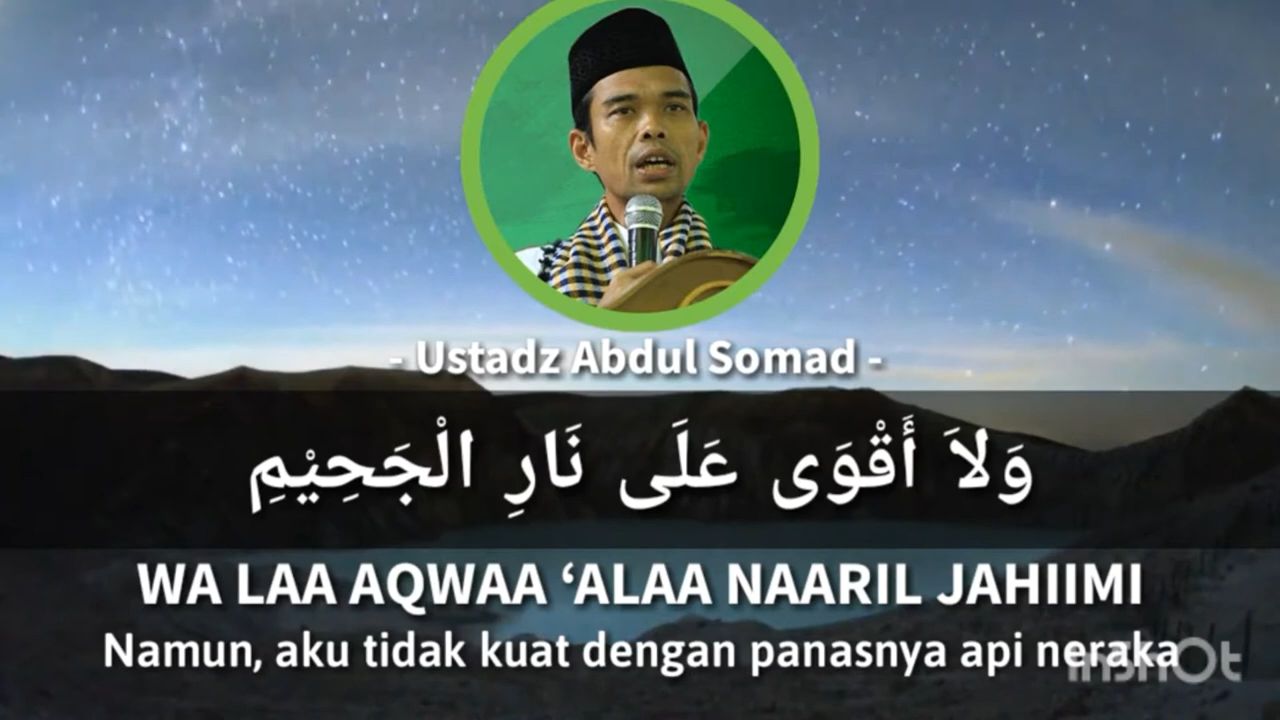 - Ustadz Abdul Somad -
وَلاَ أَقْوَى عَلَى نَارِ الْجَحِيْمِ
WA LAA AQWAA ‘ALAA NAARIL JAHIIMI
Namun, aku tidak kuat dengan panasnya api neraka
InShOt